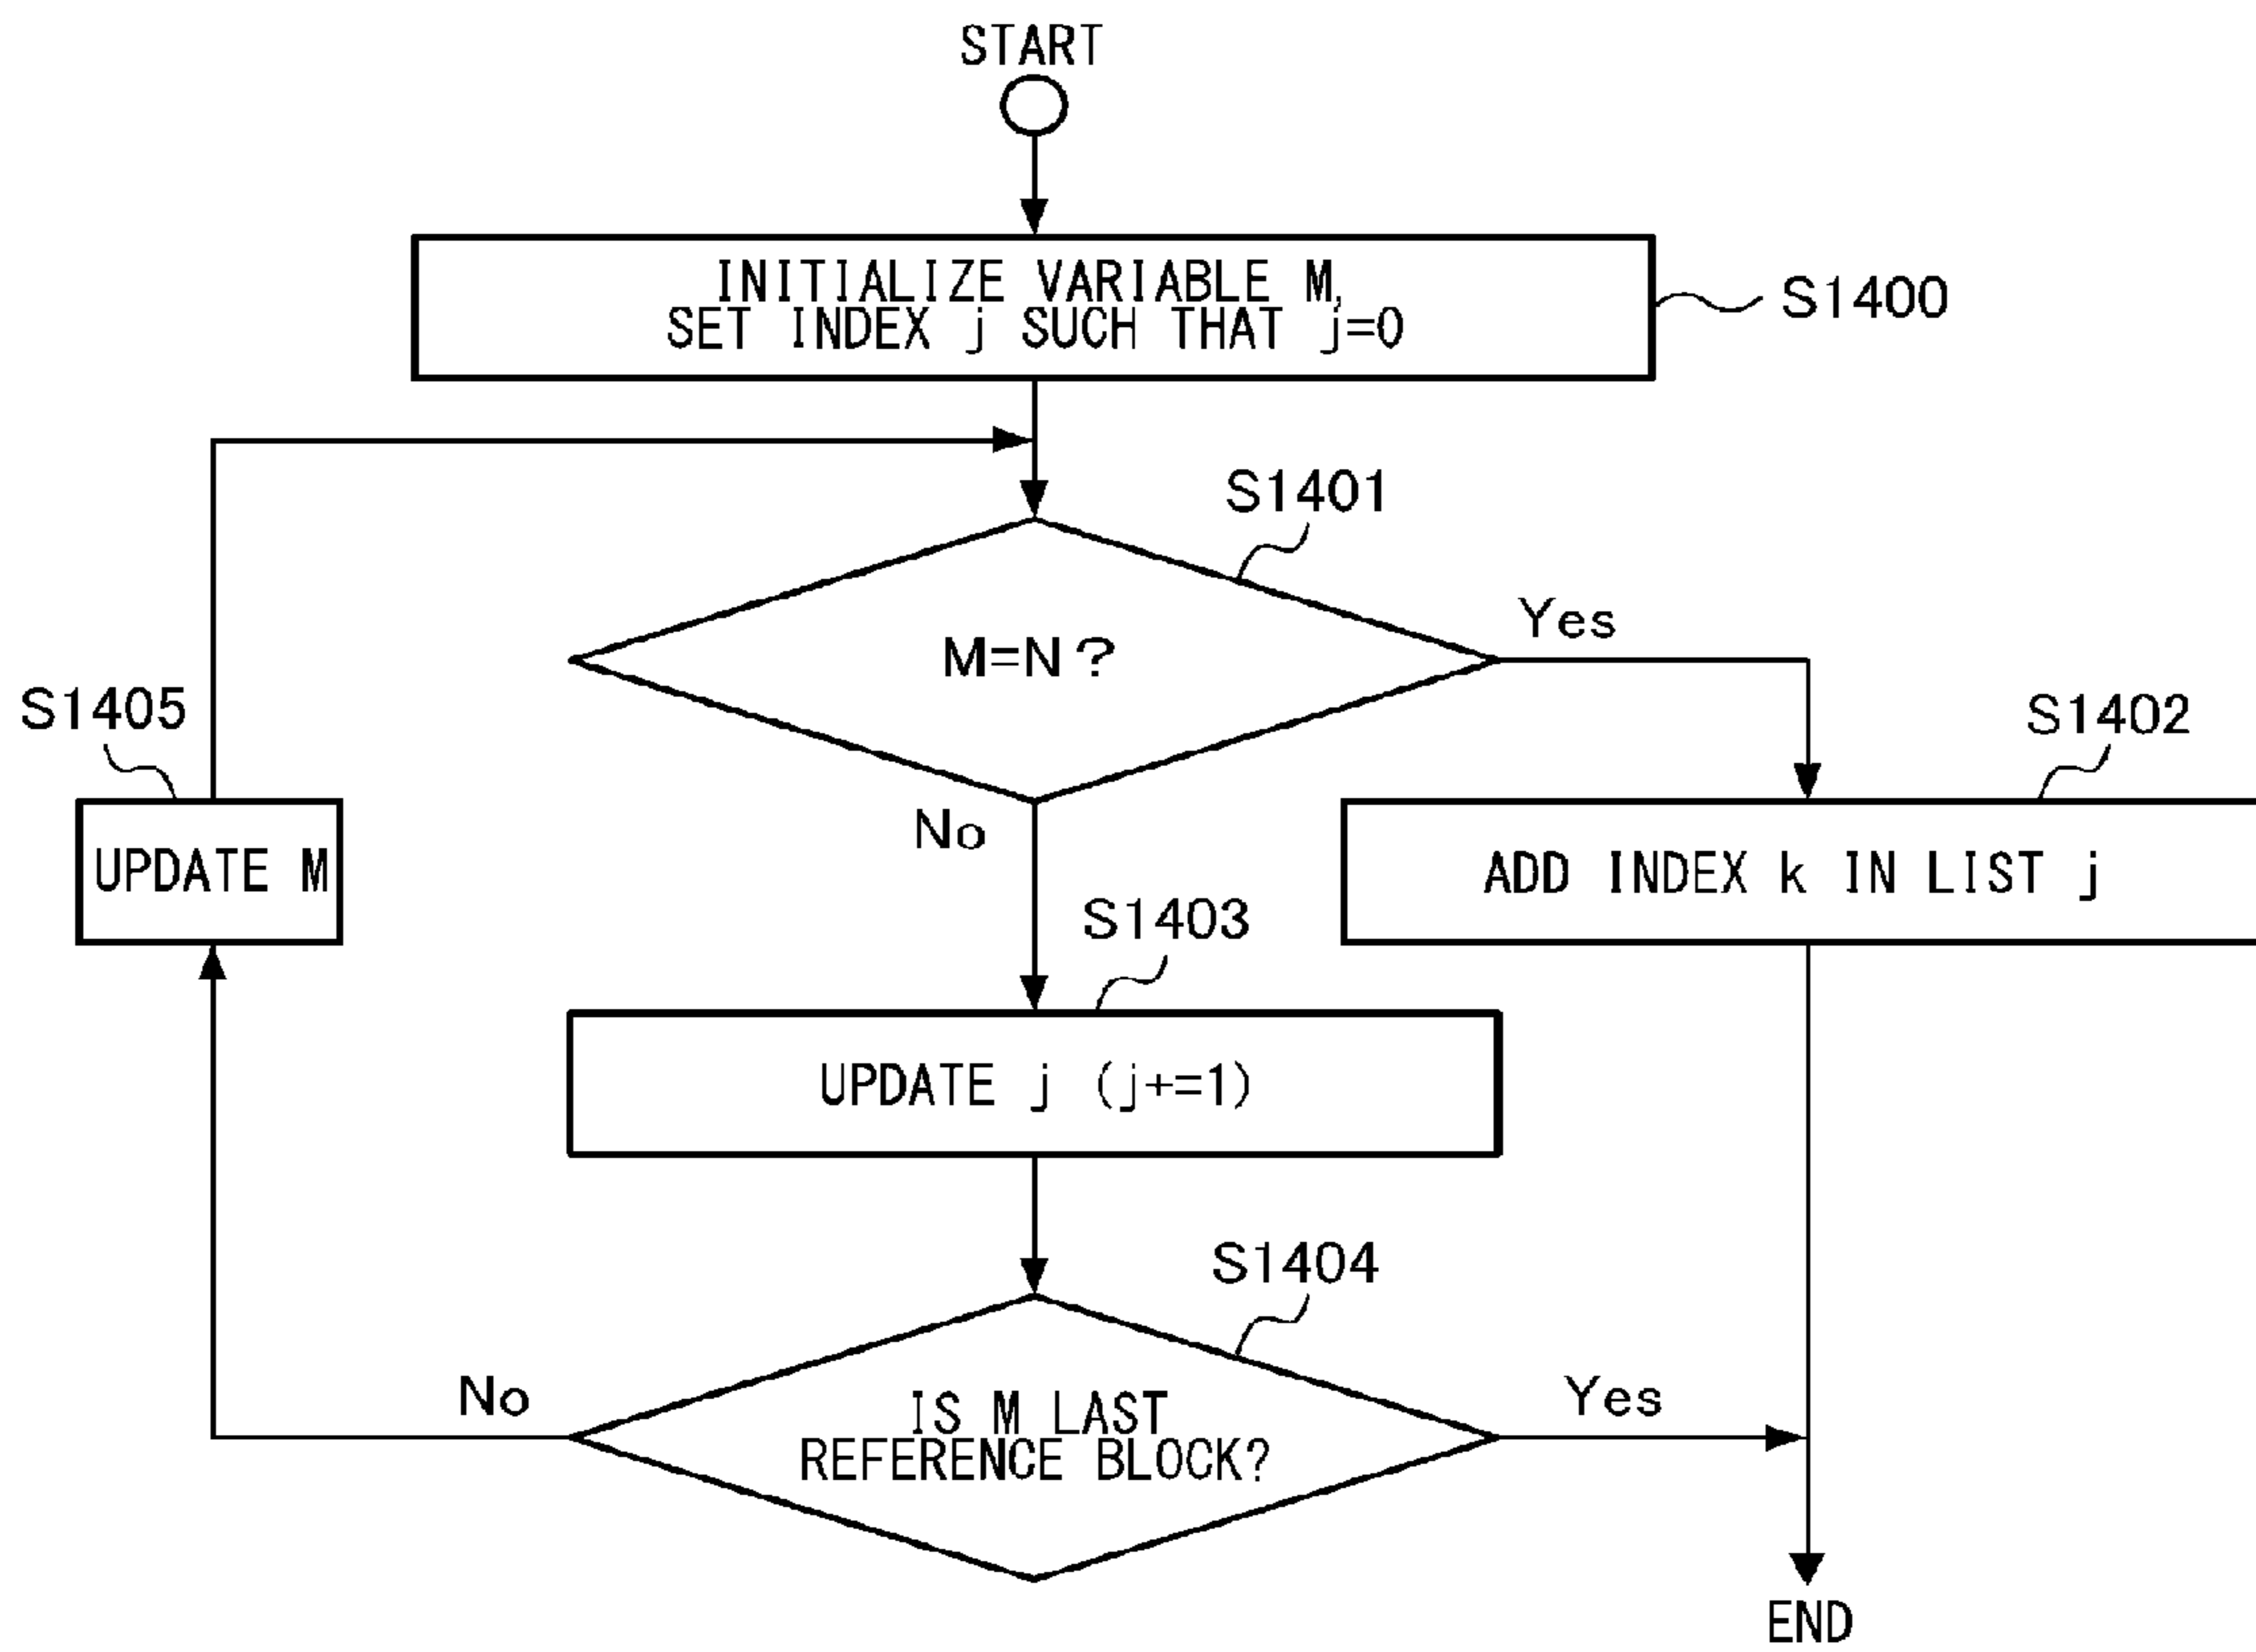 START
INITIALIZE VARIABLE M,
SET INDEX j SUCH THAT j=0
S1400
S1401
M=N?
Yes
S1405
S1402
UPDATE M
No
ADD INDEX k IN LIST j
S1403
UPDATE j (j+=1)
S1404
No
IS M LAST
REFERENCE BLOCK?
Yes
END